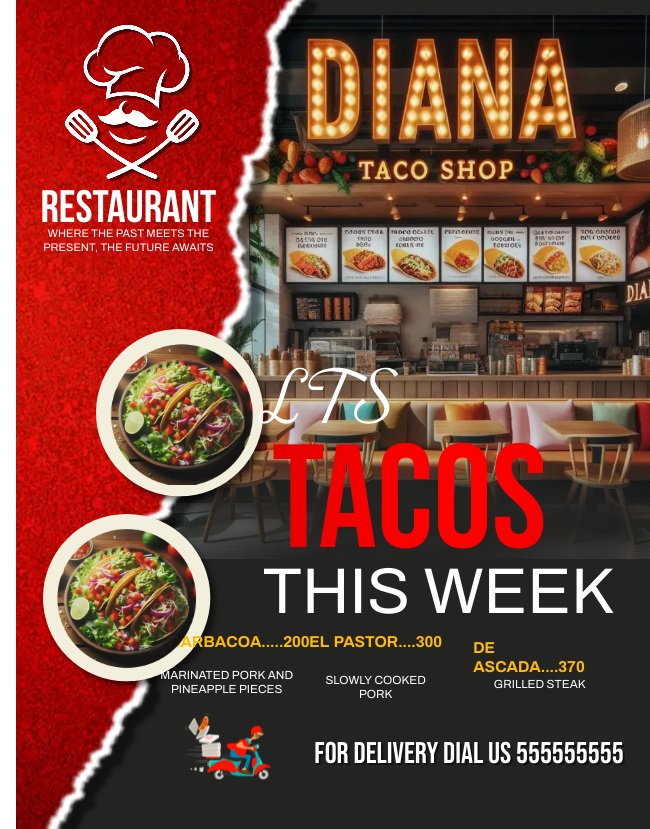 DIANA
TACO SHOP
RESTAURANT
WHERE THE PAST MEETS THE
PRESENT, THE FUTURE AWAITS
DIA
LTS
TACOS
THIS WEEK
ARBACOA.....200EL PASTOR....300
DE
ASCADA....370
MARINATED PORK AND
PINEAPPLE PIECES
SLOWLY COOKED
PORK
GRILLED STEAK
FOR DELIVERY DIAL US 555555555